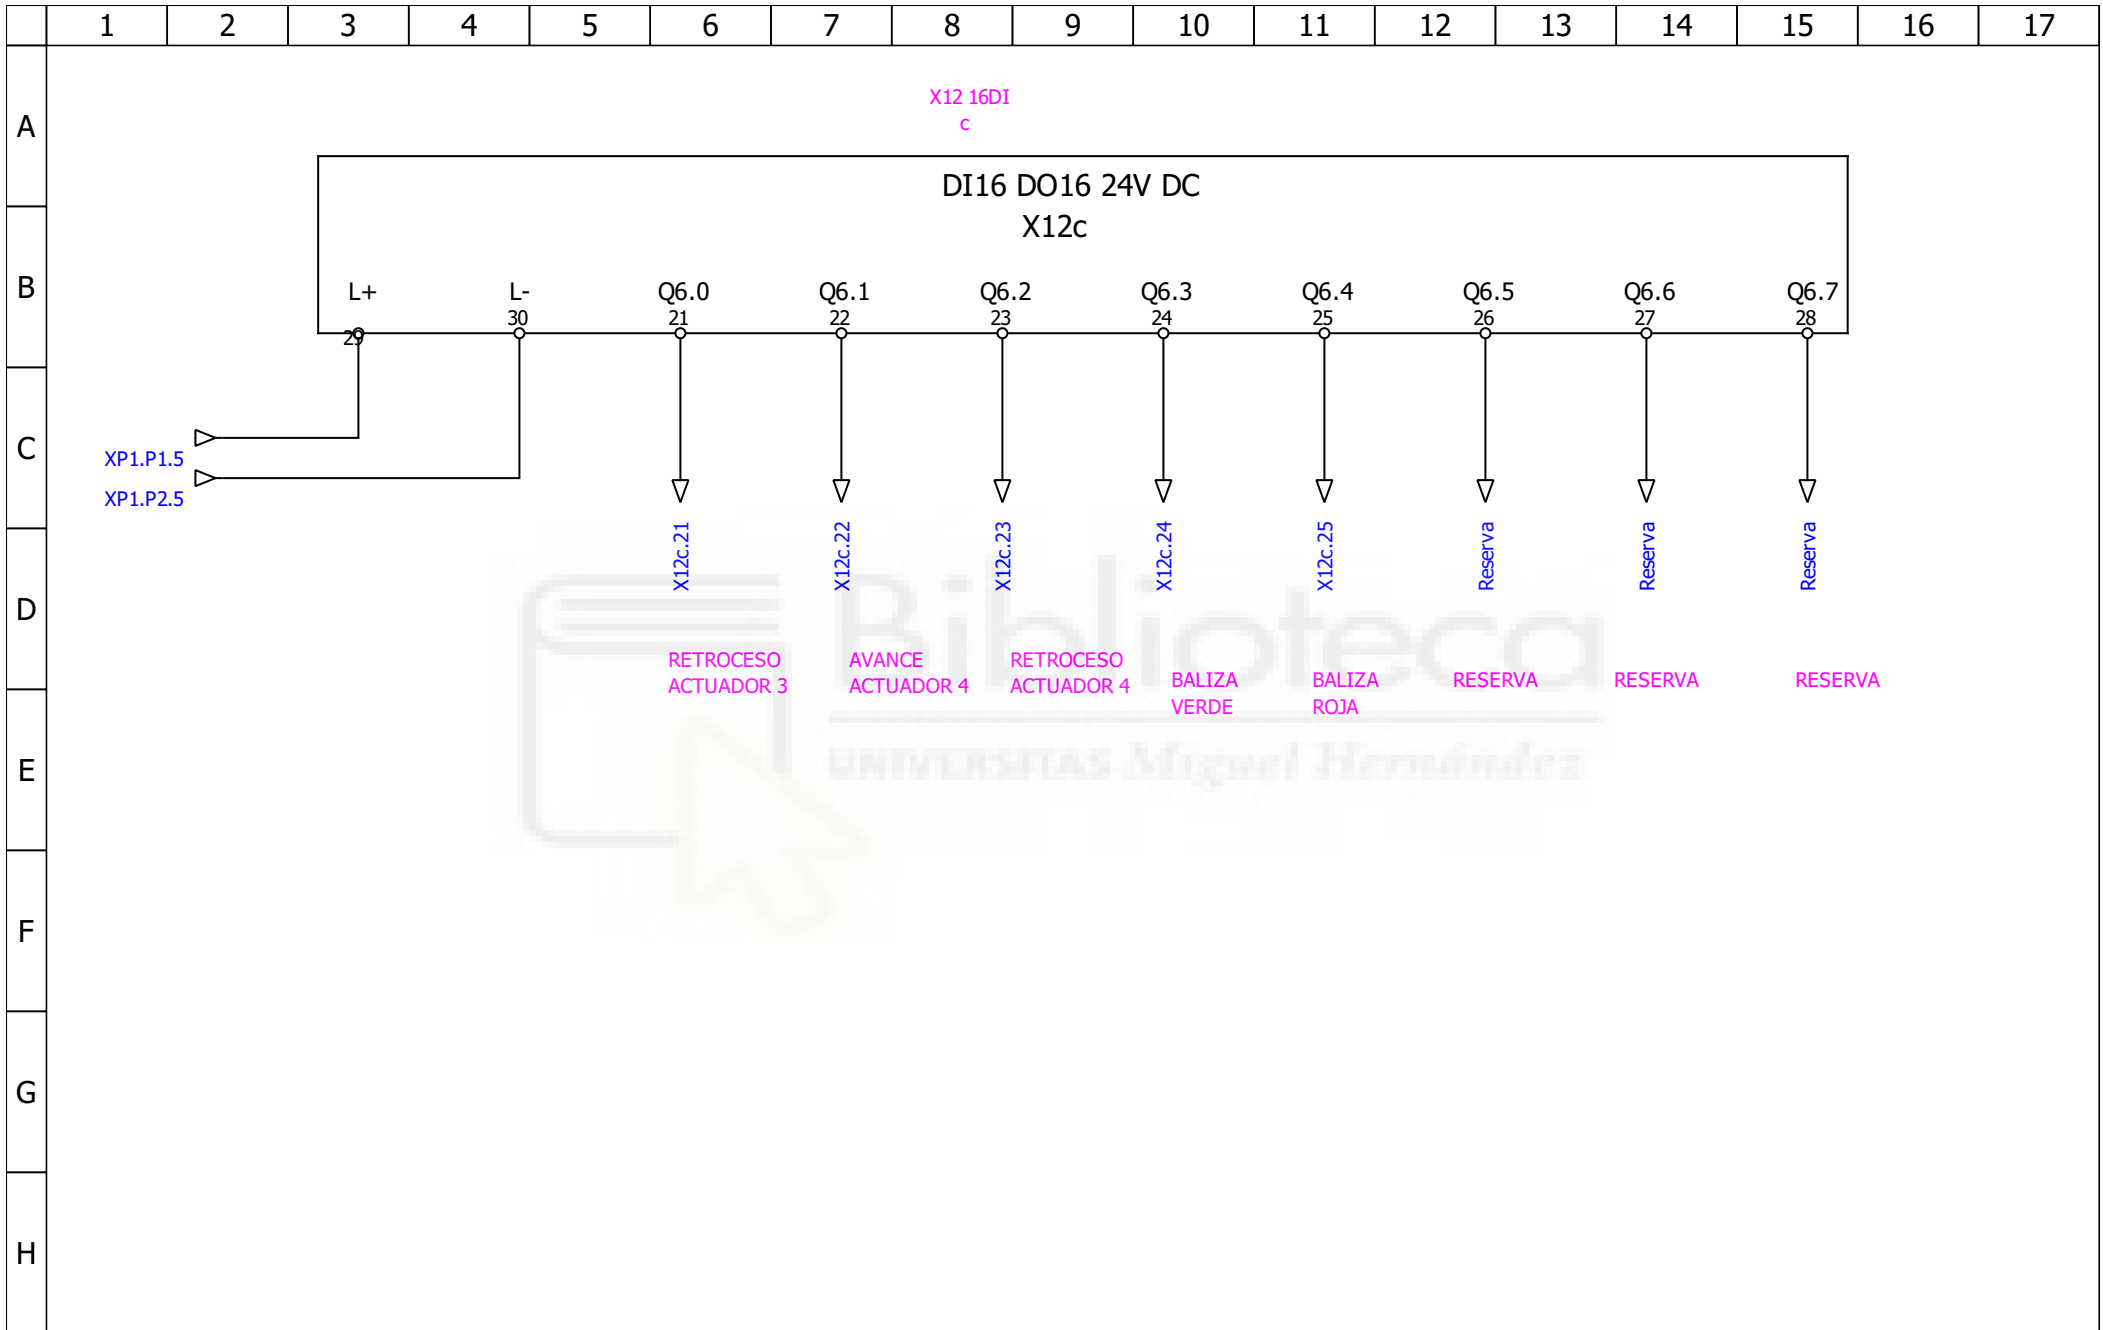 1 2 3 4 5 6 7 8 9 10 11 12 13 14 15 16 17
A
X12 16DI
c
DI16 DO16 24V DC
X12c
B
L+ L- Q6.0 Q6.1 Q6.2 Q6.3 Q6.4 Q6.5 Q6.6 Q6.7
29 30 21 22 23 24 25 26 27 28
C
XP1.P1.5
XP1.P2.5
X12c.21
X12c.22
X12c.23
X12c.24
X12c.25
Reserva
Reserva
Reserva
D
Biblioteca
RETROCESO
ACTUADOR 3
AVANCE
ACTUADOR 4
RETROCESO
ACTUADOR 4
BALIZA
VERDE
BALIZA
ROJA
RESERVA
RESERVA
RESERVA
UNIVERSITAS Miguel Hernández
E
F
G
H